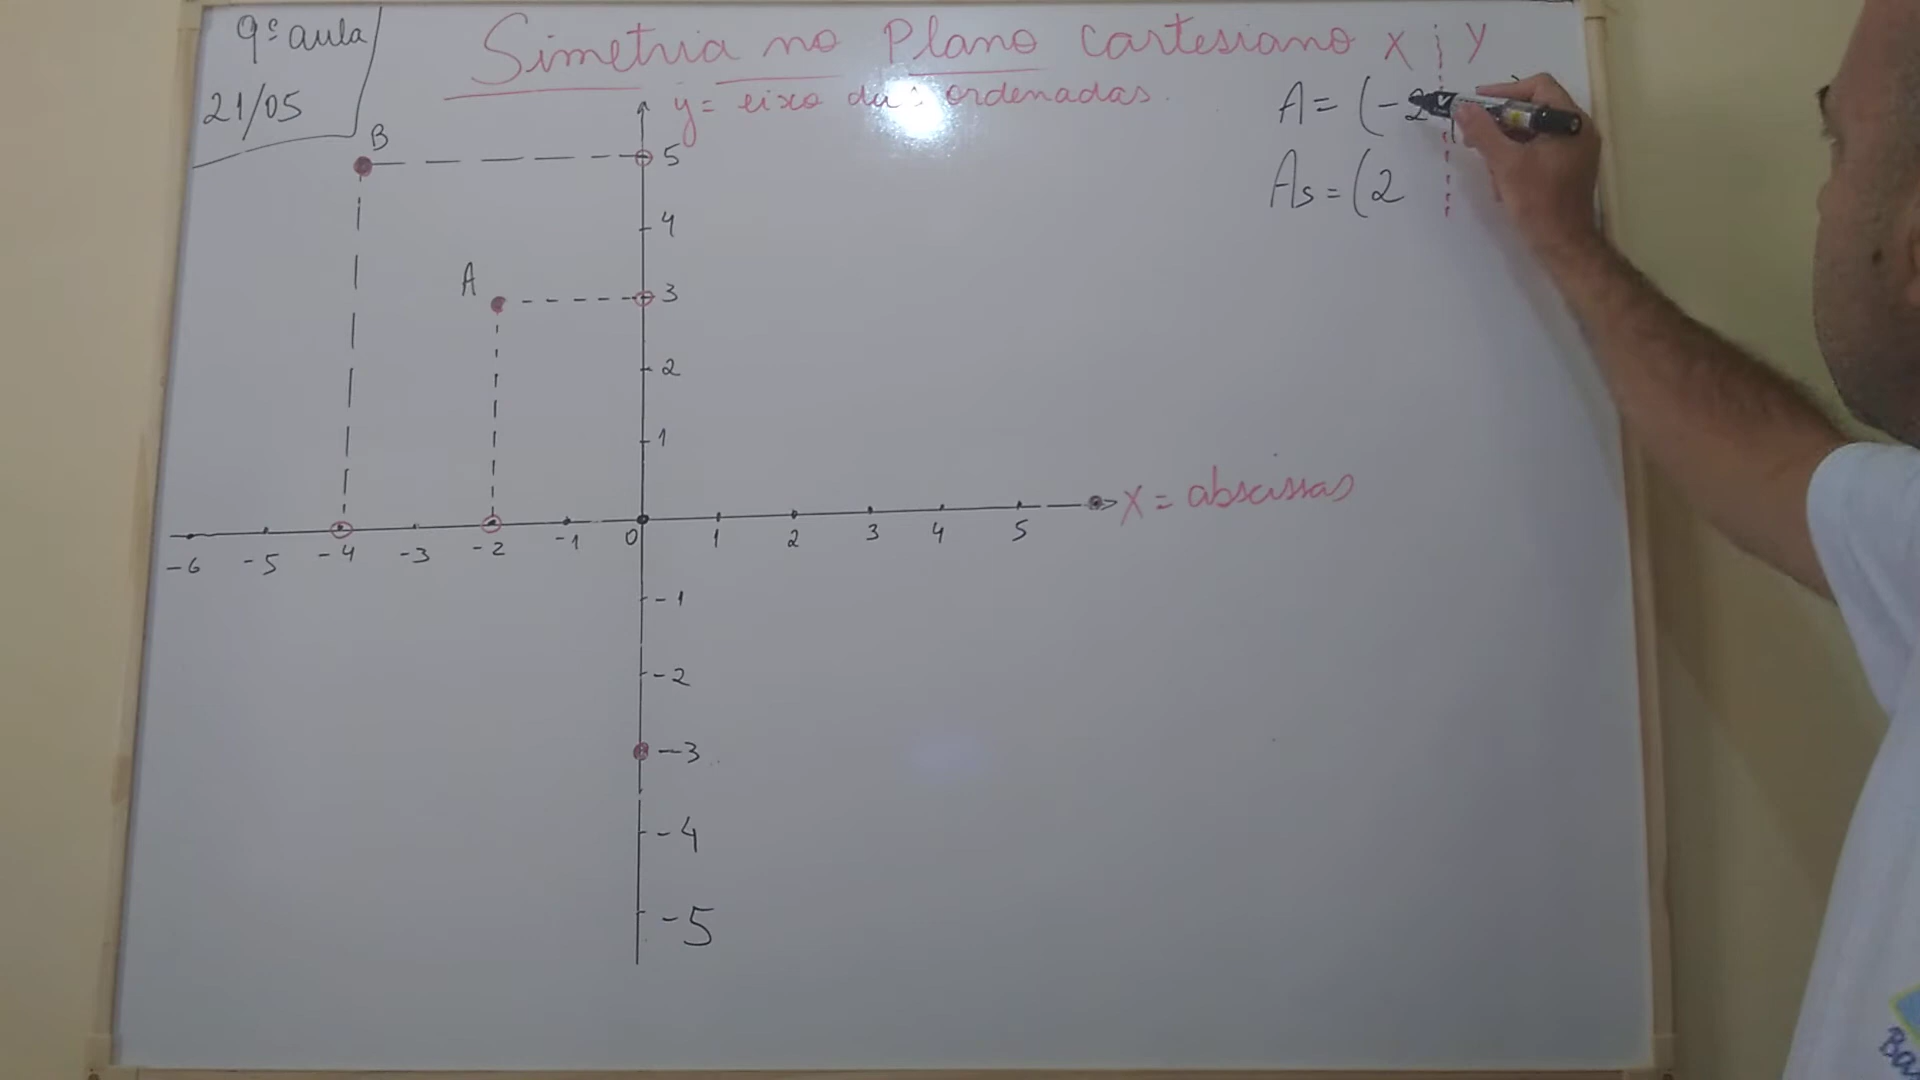 9ª aula
21/05
Simetria no Plano cartesiano X ; Y
y = eixo das ordenadas.
A = (-2
As = (2
B
5
4
A
3
2
1
X = abscissas
-6 -5 -4 -3 -2 -1 0 1 2 3 4 5
-1
-2
-3
-4
-5